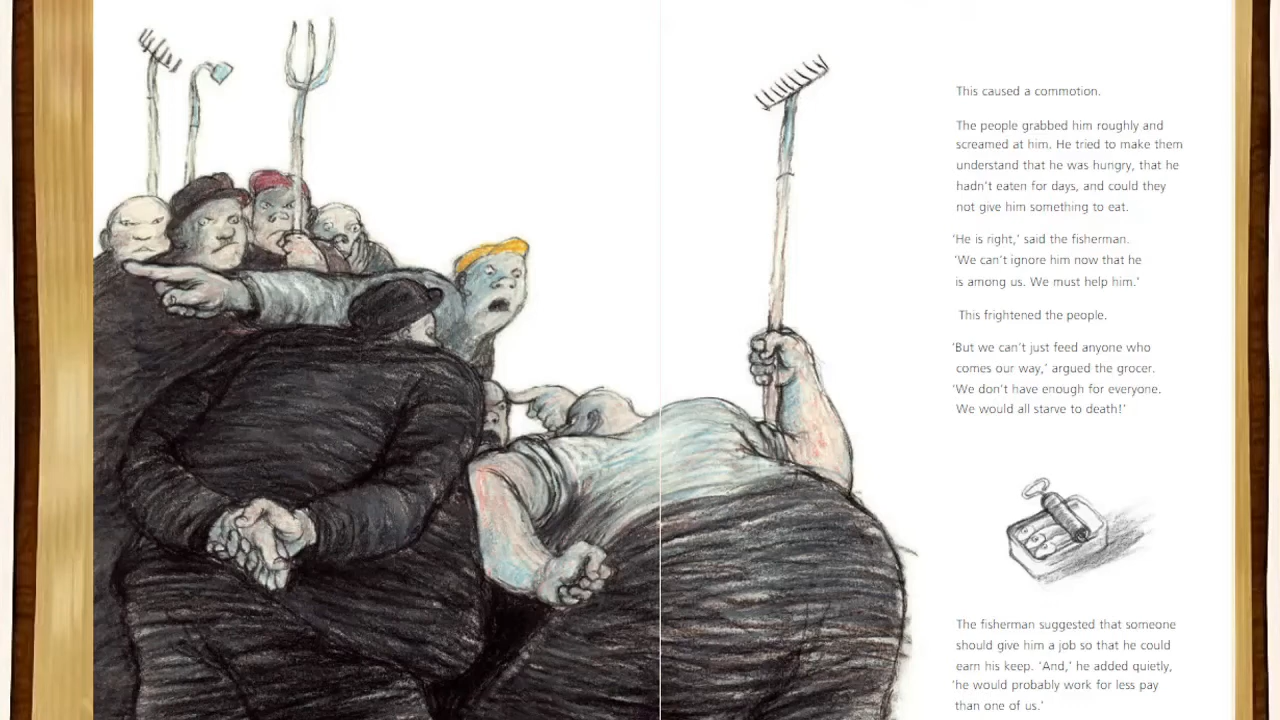 This caused a commotion.
The people grabbed him roughly and
screamed at him. He tried to make them
understand that he was hungry, that he
hadn't eaten for days, and could they
not give him something to eat.
'He is right,' said the fisherman.
'We can't ignore him now that he
is among us. We must help him.'
This frightened the people.
'But we can't just feed anyone who
comes our way,' argued the grocer.
'We don't have enough for everyone.
We would all starve to death!'
The fisherman suggested that someone
should give him a job so that he could
earn his keep. 'And,' he added quietly,
'he would probably work for less pay
than one of us.'